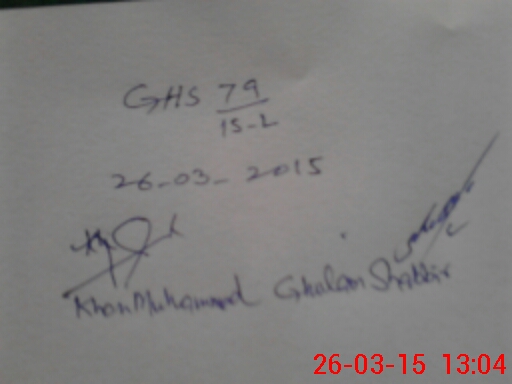 GHS 79
15-L
26-03-2015
Khan Muhammad Ghulam Shabbir
26-03-15 13:04